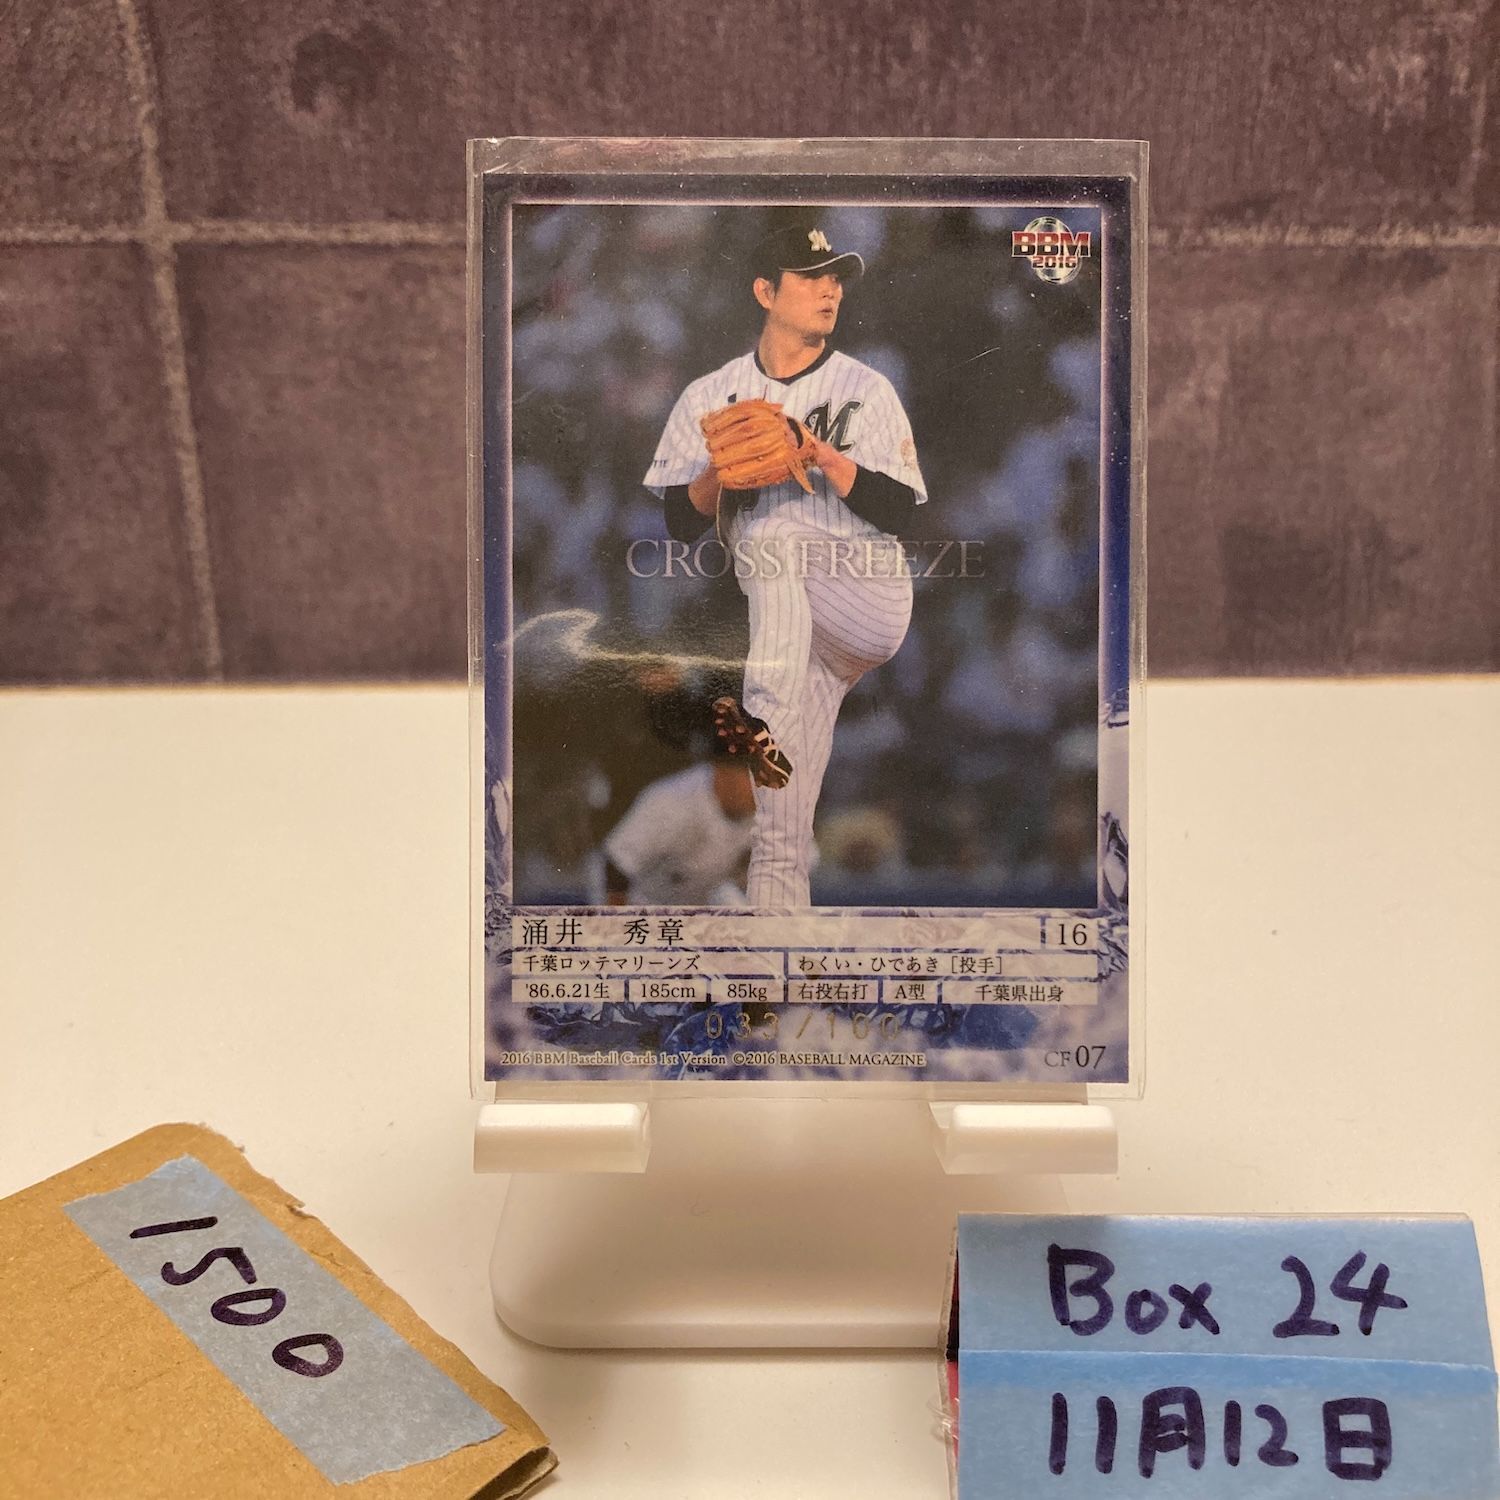 BBM
2016
M
M
CROSS FREEZE
涌井 秀章 16
千葉ロッテマリーンズ わくい・ひであき [投手]
'86.6.21生 185cm 85kg 右投右打 A型 千葉県出身
033/100
2016 BBM Baseball Cards 1st Version ©2016 BASEBALL MAGAZINE CF07
1500
Box 24
11月12日